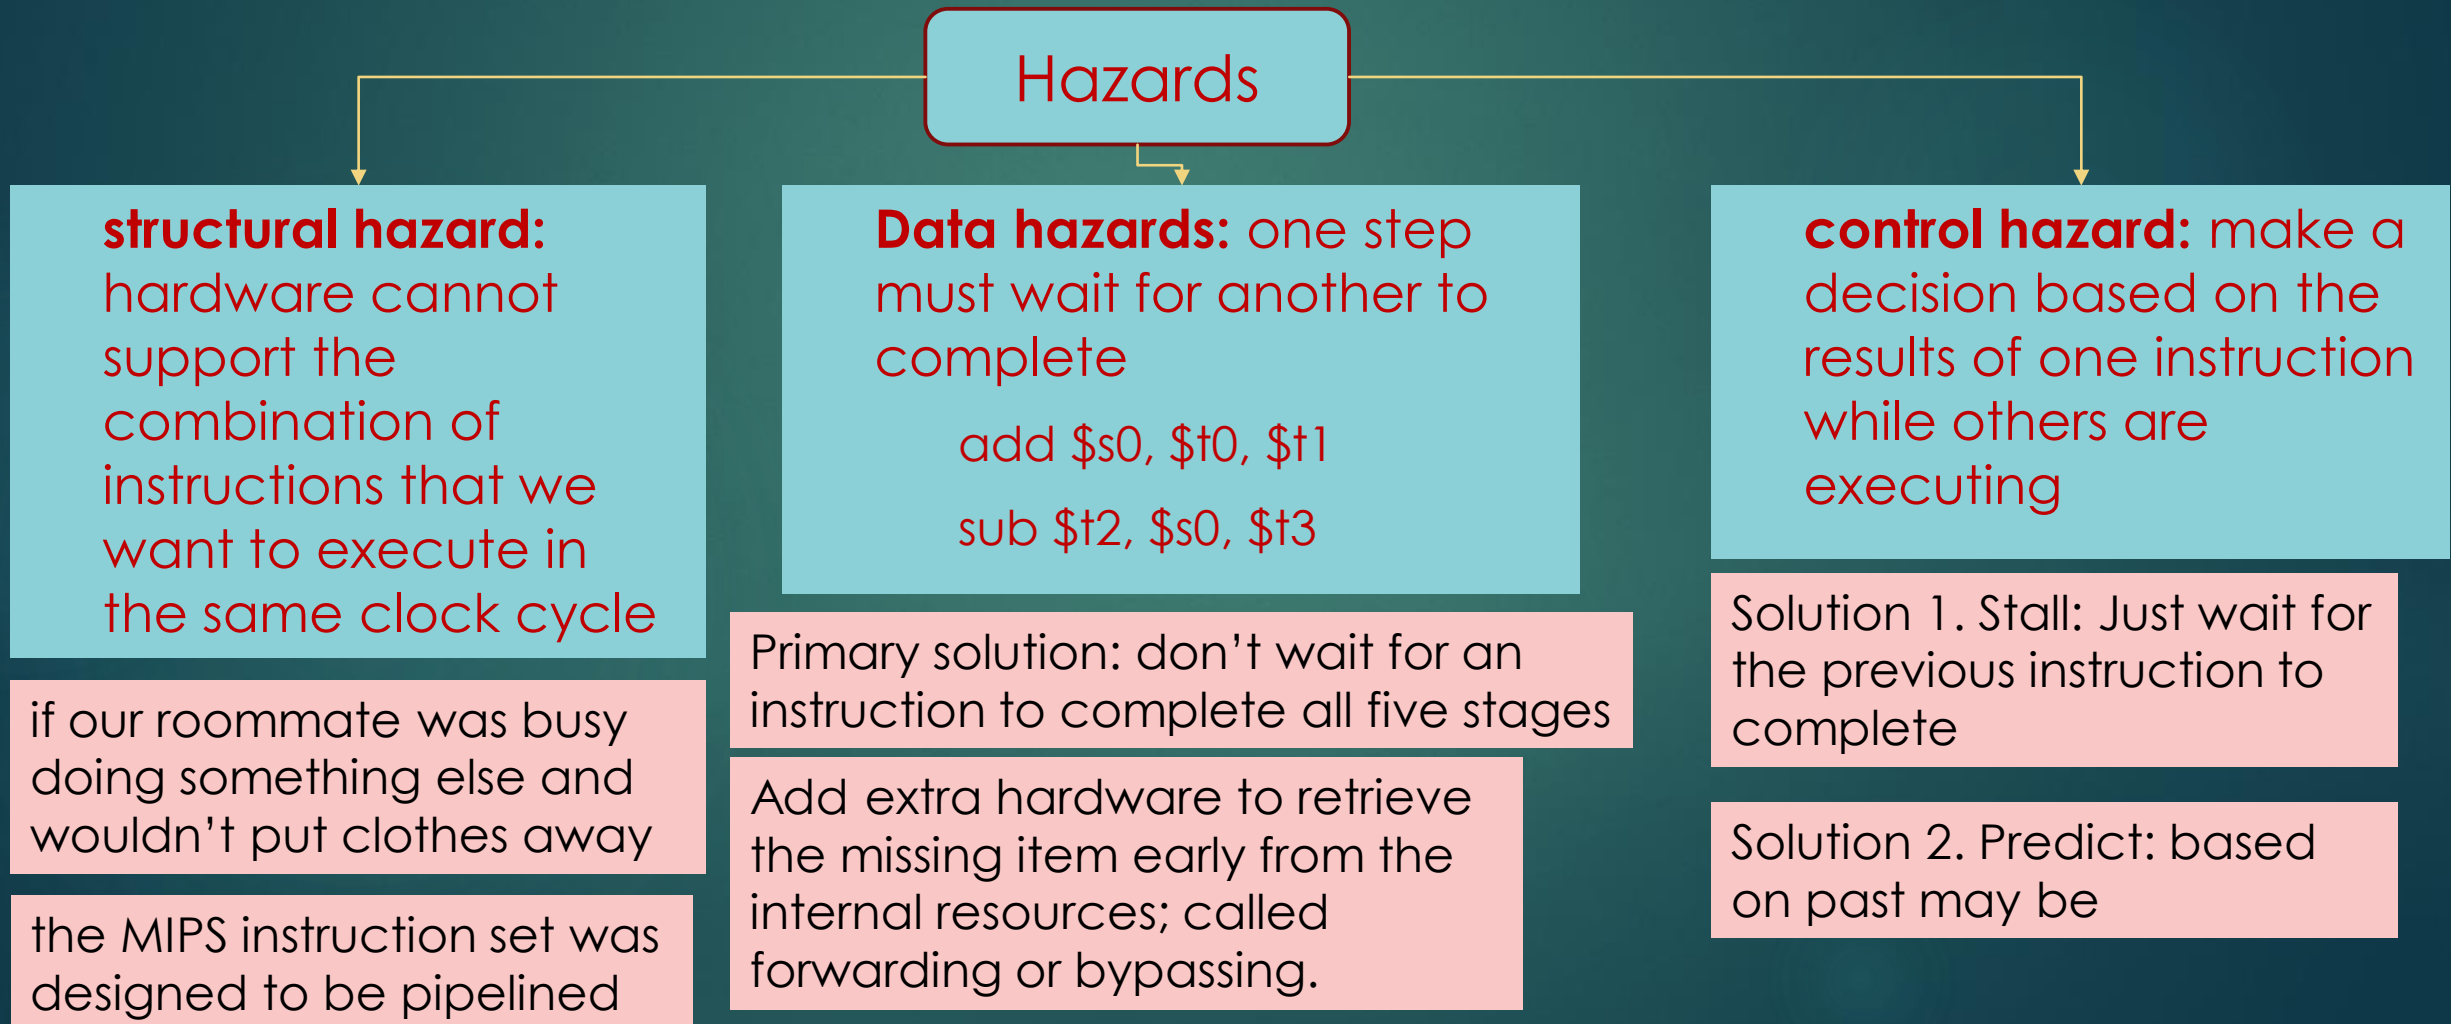 Hazards
structural hazard:
hardware cannot
support the
combination of
instructions that we
want to execute in
the same clock cycle
if our roommate was busy
doing something else and
wouldn’t put clothes away
the MIPS instruction set was
designed to be pipelined
Data hazards: one step
must wait for another to
complete
add $s0, $t0, $t1
sub $t2, $s0, $t3
Primary solution: don’t wait for an
instruction to complete all five stages
Add extra hardware to retrieve
the missing item early from the
internal resources; called
forwarding or bypassing.
control hazard: make a
decision based on the
results of one instruction
while others are
executing
Solution 1. Stall: Just wait for
the previous instruction to
complete
Solution 2. Predict: based
on past may be